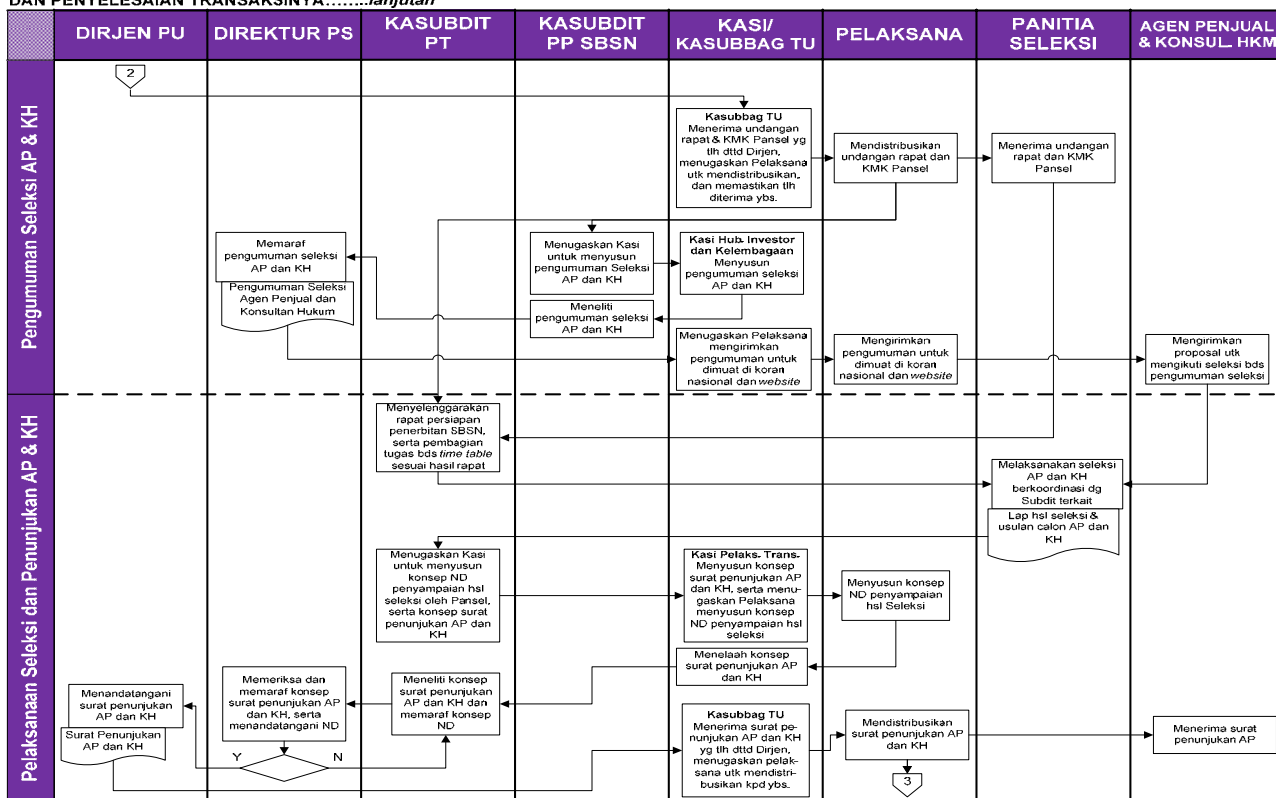 DAN PENYELESAIAN TRANSAKSINYA……..lanjutan
DIRJEN PU
DIREKTUR PS
KASUBDIT
PT
KASUBDIT
PP SBSN
KASI/
KASUBBAG TU
PELAKSANA
PANITIA
SELEKSI
AGEN PENJUAL
& KONSUL. HKM
Pengumuman Seleksi AP & KH
2
Kasubbag TU
Menerima undangan
rapat & KMK Pansel yg
tlh dttd Dirjen,
menugaskan Pelaksana
utk mendistribusikan,
dan memastikan tlh
diterima ybs.
Mendistribusikan
undangan rapat dan
KMK Pansel
Menerima undangan
rapat dan KMK
Pansel
Memaraf
pengumuman seleksi
AP dan KH
Pengumuman Seleksi
Agen Penjual dan
Konsultan Hukum
Menugaskan Kasi
untuk menyusun
pengumuman Seleksi
AP dan KH
Kasi Hub. Investor
dan Kelembagaan
Menyusun
pengumuman seleksi
AP dan KH
Meneliti
pengumuman seleksi
AP dan KH
Menugaskan Pelaksana
mengirimkan
pengumuman untuk
dimuat di koran
nasional dan website
Mengirimkan
pengumuman untuk
dimuat di koran
nasional dan website
Mengirimkan
proposal utk
mengikuti seleksi bds
pengumuman seleksi
Pelaksanaan Seleksi dan Penunjukan AP & KH
Menyelenggarakan
rapat persiapan
penerbitan SBSN,
serta pembagian
tugas bds time table
sesuai hasil rapat
Melaksanakan seleksi
AP dan KH
berkoordinasi dg
Subdit terkait
Lap hsl seleksi &
usulan calon AP dan
KH
Menugaskan Kasi
untuk menyusun
konsep ND
penyampaian hsl
seleksi oleh Pansel,
serta konsep surat
penunjukan AP dan
KH
Kasi Pelaks. Trans.
Menyusun konsep
surat penunjukan AP
dan KH, serta menu-
gaskan Pelaksana
menyusun konsep
ND penyampaian hsl
seleksi
Menyusun konsep
ND penyampaian
hsl Seleksi
Menelaah konsep
surat penunjukan AP
dan KH
Meneliti konsep
surat penunjukan
AP dan KH dan
memaraf konsep
ND
Memeriksa dan
memaraf konsep
surat penunjukan AP
dan KH, serta
menandatangani ND
Menandatangani
surat penunjukan
AP dan KH
Surat Penunjukan
AP dan KH
Y
N
Kasubbag TU
Menerima surat pe-
nunjukan AP dan KH
yg tlh dttd Dirjen,
menugaskan pelak-
sana utk mendistri-
busikan kpd ybs.
Mendistribusikan
surat penunjukan AP
dan KH
Menerima surat
penunjukan AP
3